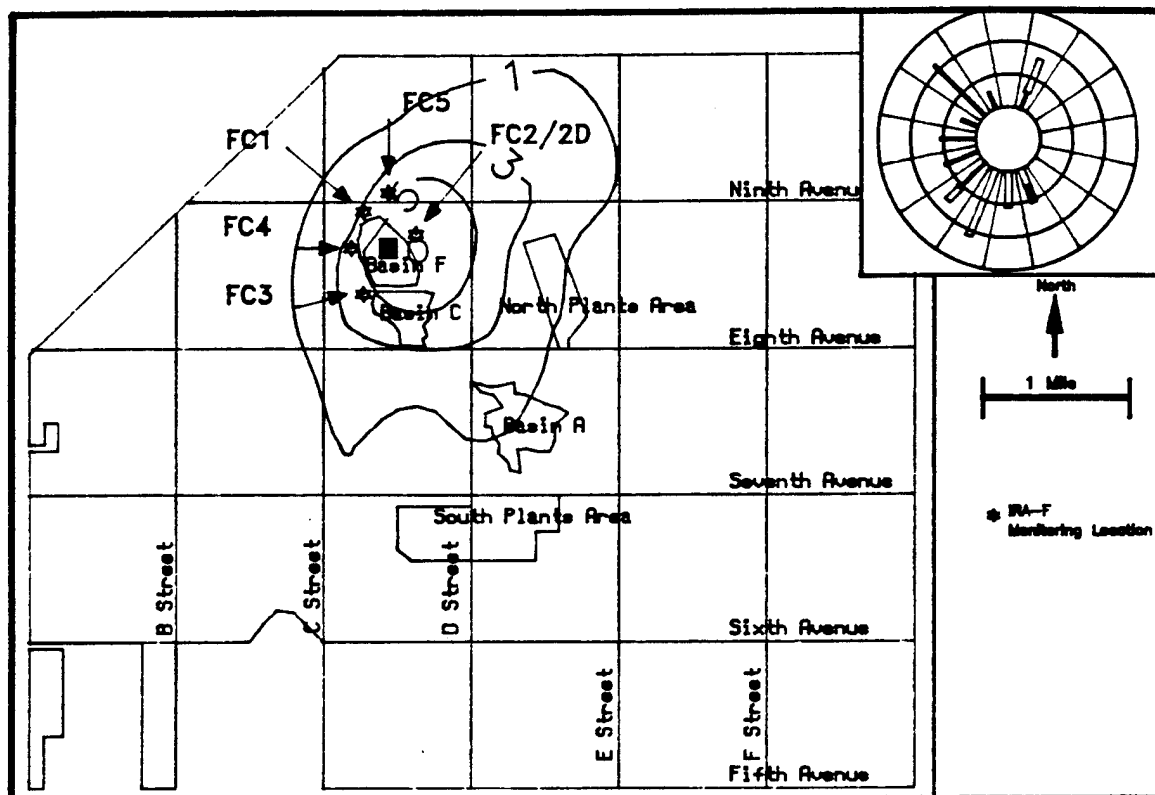 1
FC5
FC1
FC2/2D
3
Ninth Avenue
FC4
Basin F
North
FC3
Basin C
North Plants Area
Eighth Avenue
1 Mile
Basin A
Seventh Avenue
South Plants Area
IRA-F
Monitoring Location
B Street
C Street
D Street
Sixth Avenue
E Street
F Street
Fifth Avenue